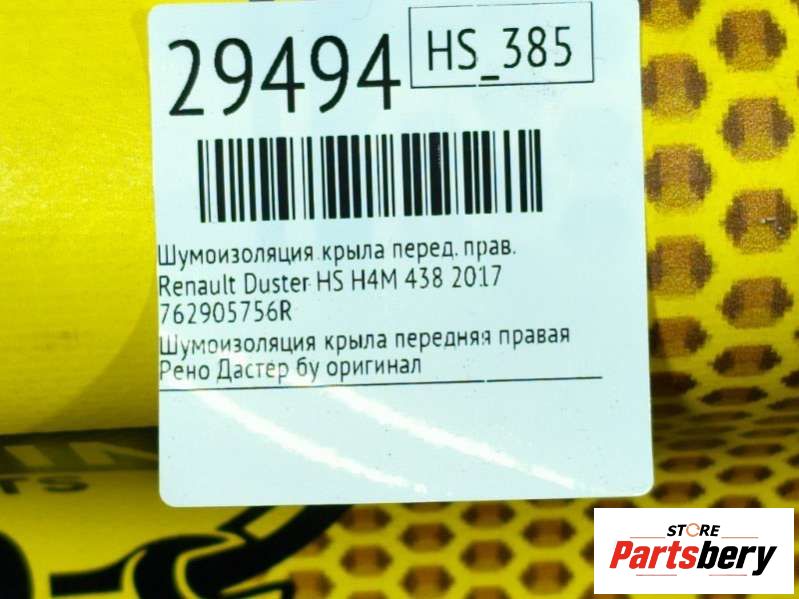 29494
HS_385
Шумоизоляция крыла перед. прав.
Renault Duster HS H4M 438 2017
762905756R
Шумоизоляция крыла передняя правая
Рено Дастер бу оригинал
STORE
Partsbery